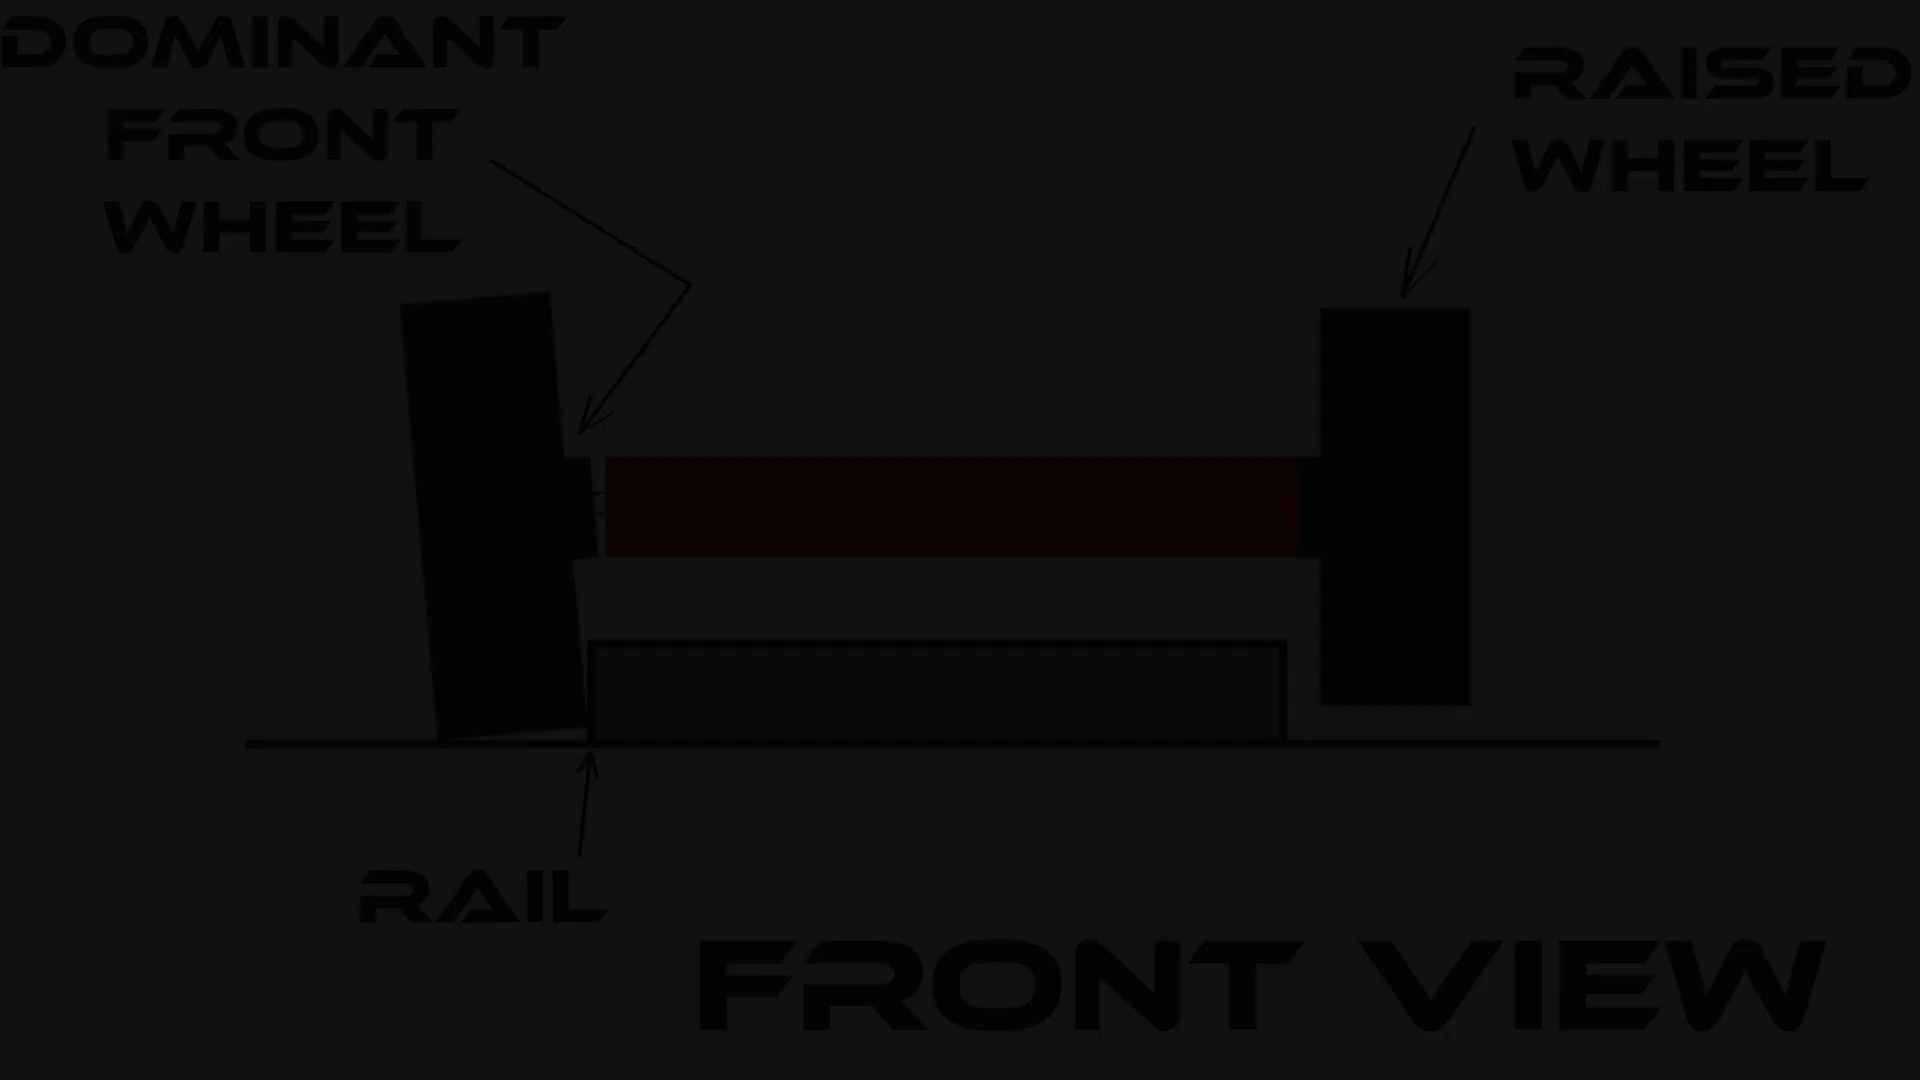 DOMINANT
FRONT
WHEEL
RAISED
WHEEL
RAIL
FRONT VIEW